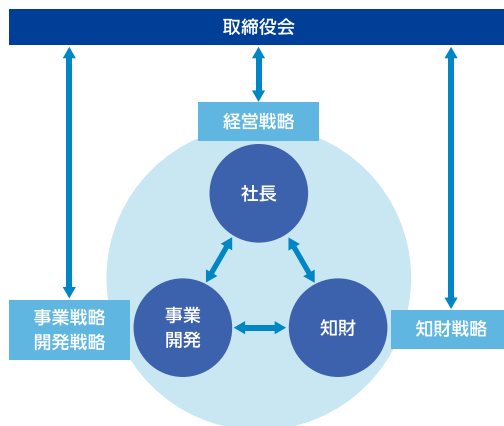 取締役会
経営戦略
社長
事業戦略
開発戦略
事業
開発
知財
知財戦略